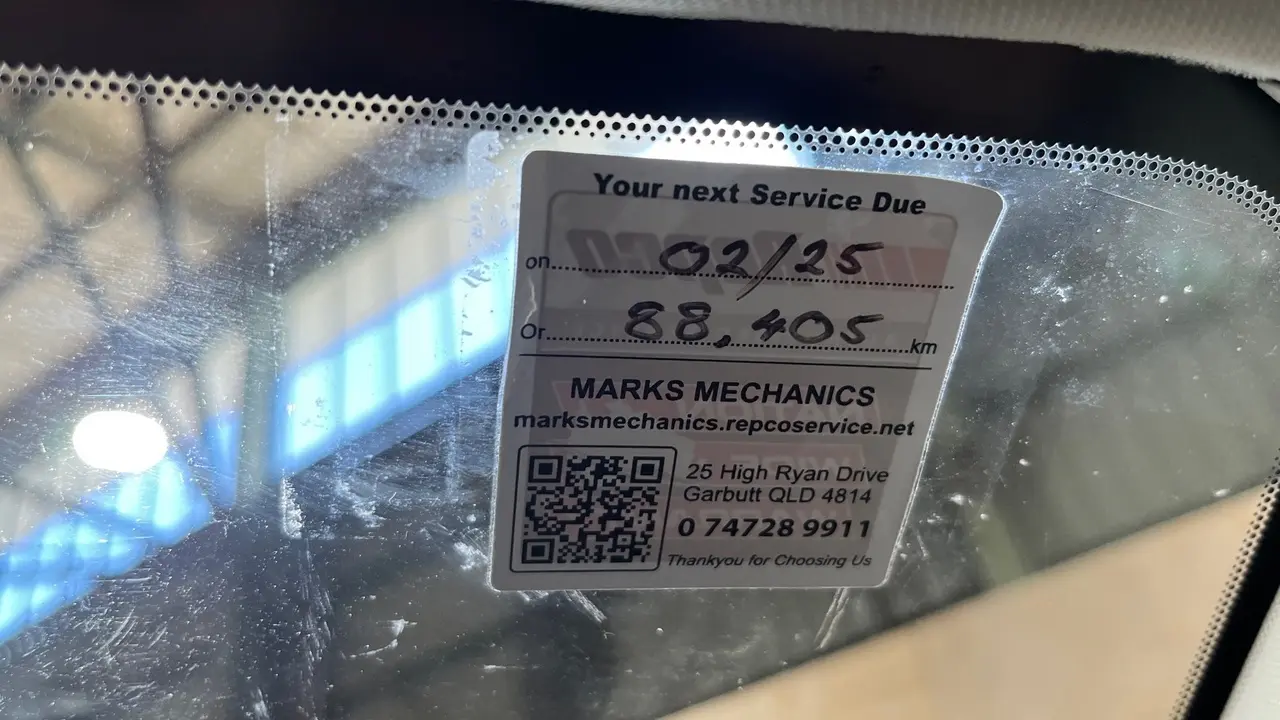 Your next Service Due
on 02/25
Or 88,405 km
MARKS MECHANICS
marksmechanics.repcoservice.net
25 High Ryan Drive
Garbutt QLD 4814
0 74728 9911
Thankyou for Choosing Us